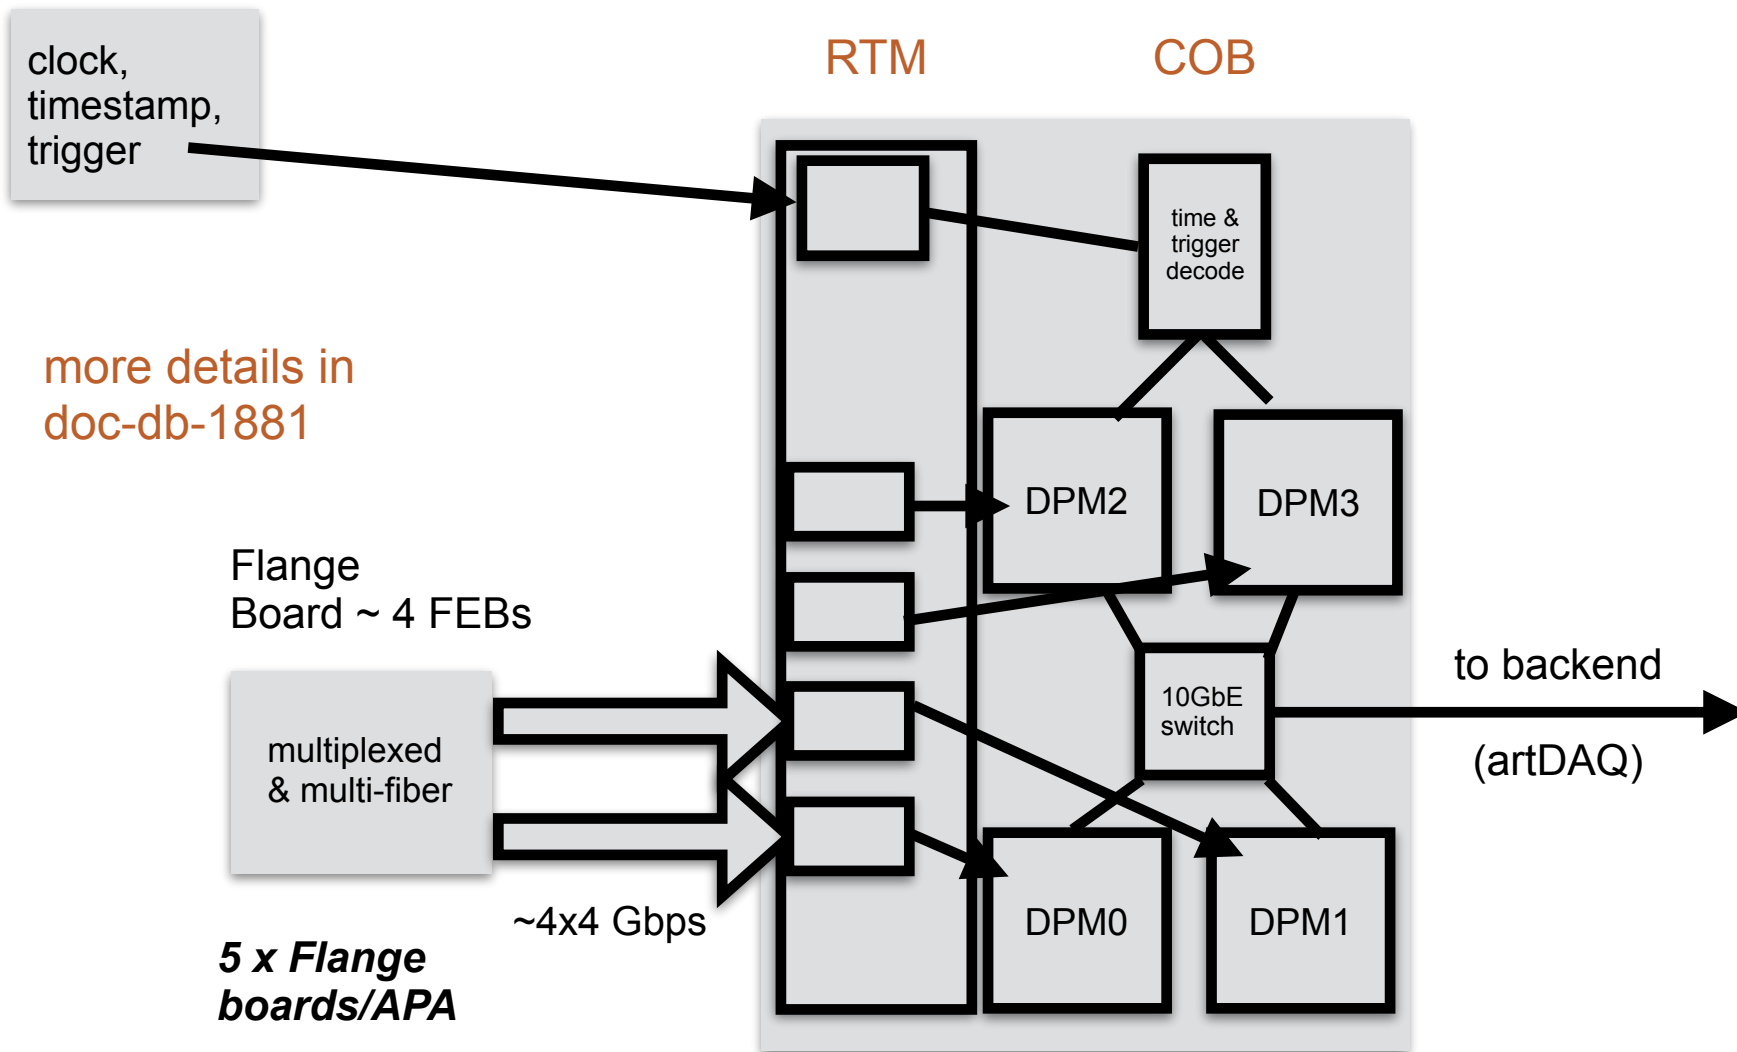 clock,
timestamp,
trigger
RTM
COB
time &
trigger
decode
more details in
doc-db-1881
DPM2
DPM3
Flange
Board ~ 4 FEBs
10GbE
switch
to backend
(artDAQ)
multiplexed
& multi-fiber
~4x4 Gbps
DPM0
DPM1
5 x Flange
boards/APA